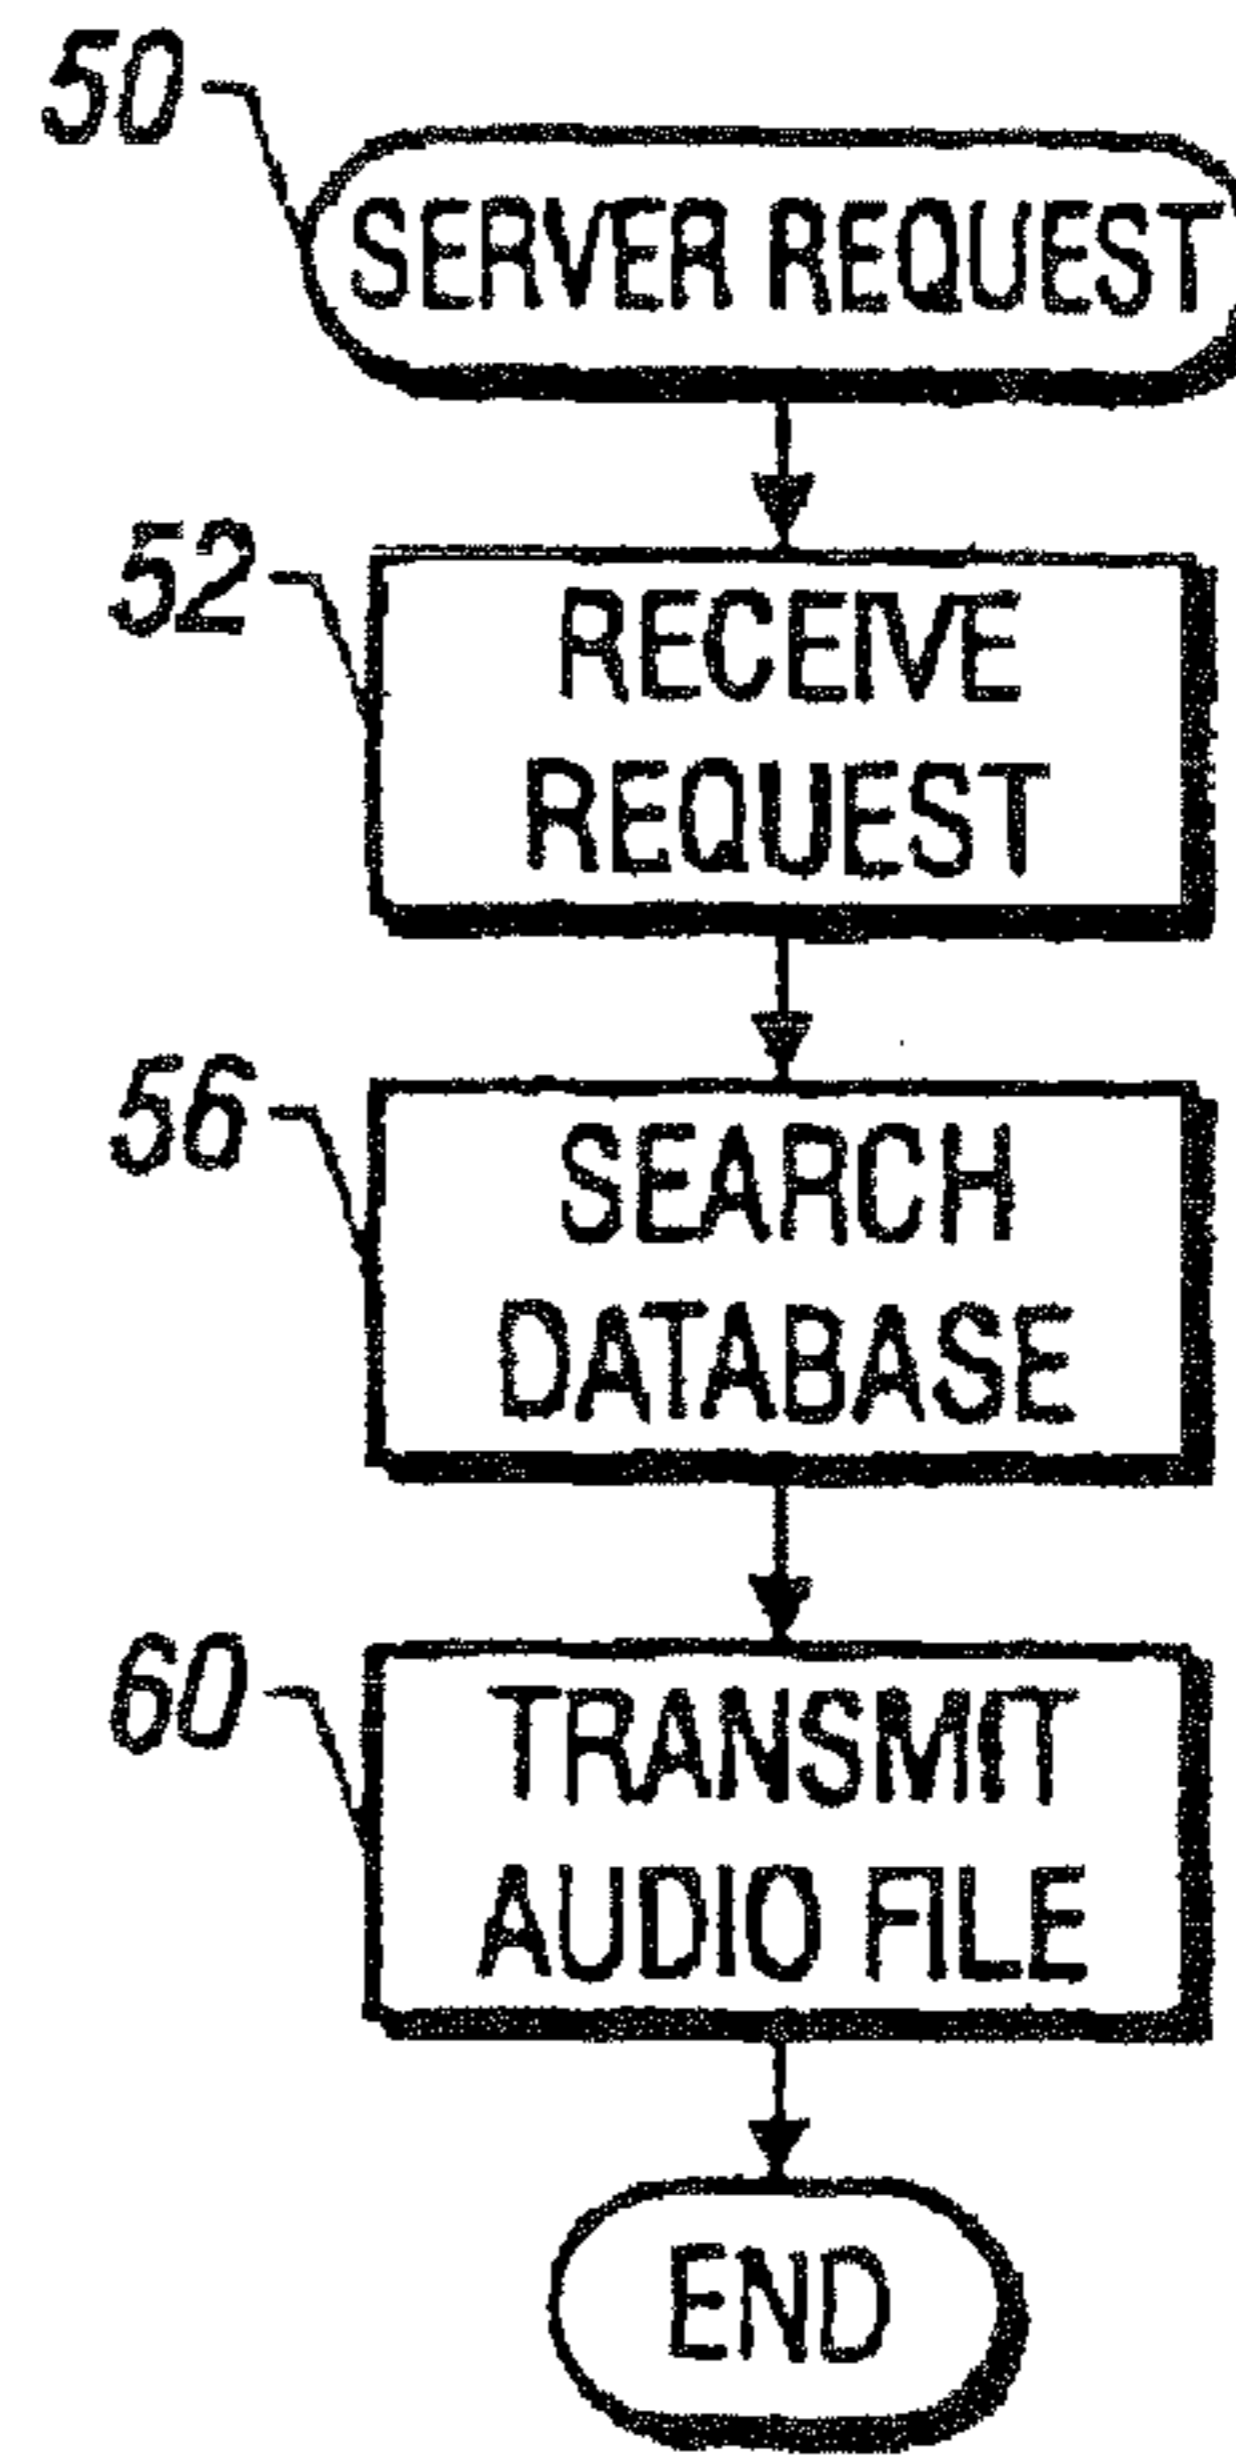 50
SERVER REQUEST
52
RECEIVE
REQUEST
56
SEARCH
DATABASE
60
TRANSMIT
AUDIO FILE
END